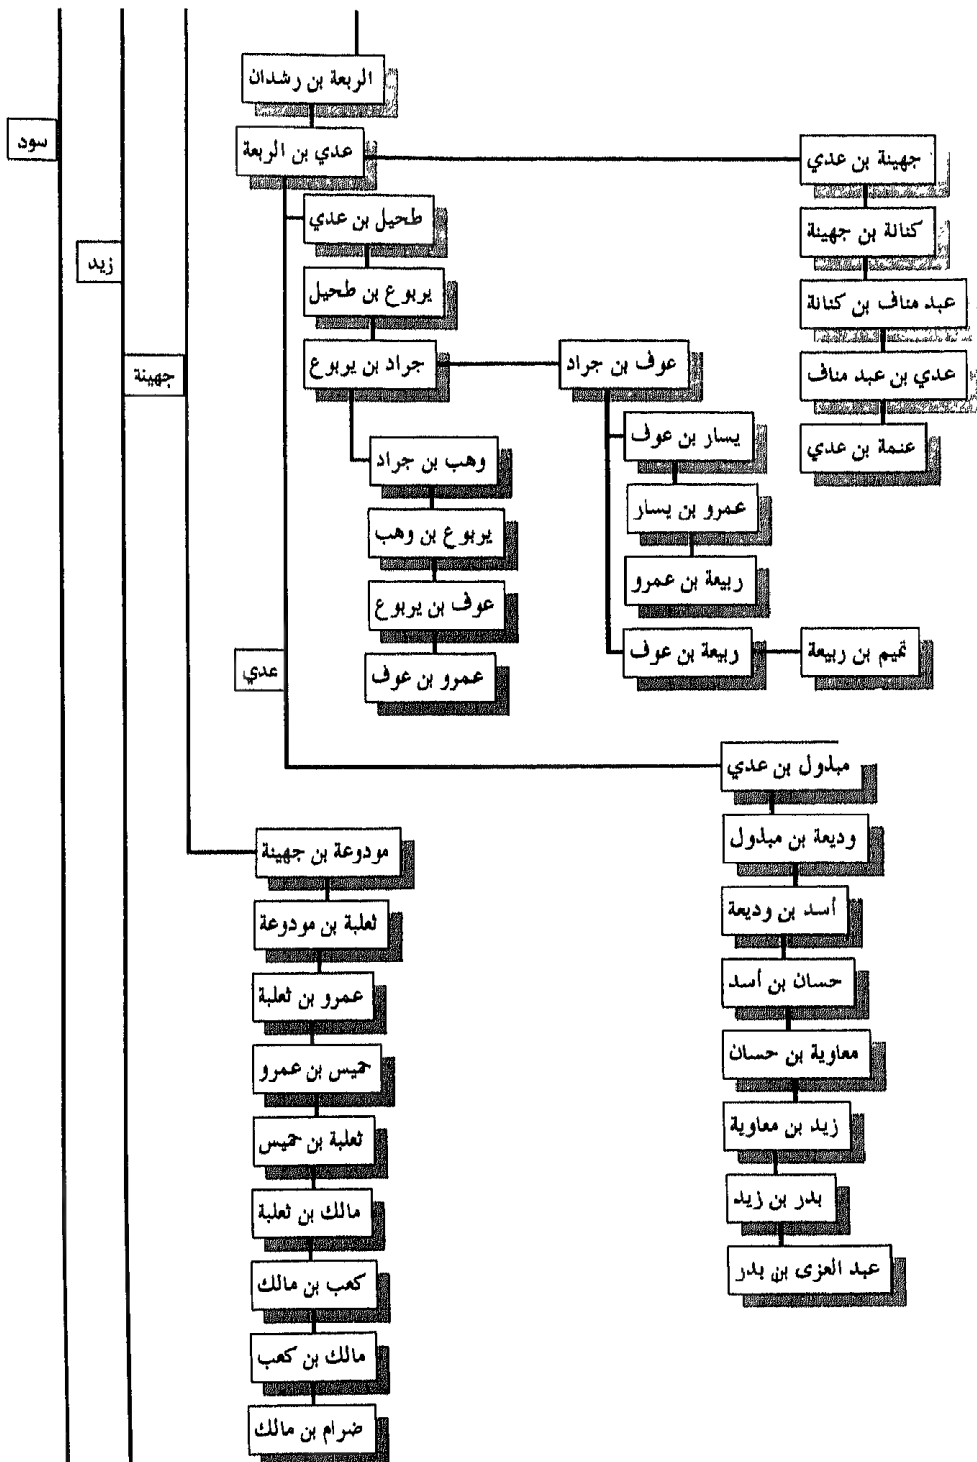 الربعة بن رشدان
سود
عدي بن الربعة
جهينة بن عدي
طحيل بن عدي
كنانة بن جهينة
زيد
يربوع بن طحيل
عبد مناف بن كنانة
جهينة
جراد بن يربوع
عوف بن جراد
عدي بن عبد مناف
يسار بن عوف
عنمة بن عدي
وهب بن جراد
عمرو بن يسار
يربوع بن وهب
ربيعة بن عمرو
عوف بن يربوع
ربيعة بن عوف
تميم بن ربيعة
عدي
عمرو بن عوف
مبذول بن عدي
وديعة بن مبذول
أسد بن وديعة
حسان بن أسد
معاوية بن حسان
زيد بن معاوية
بدر بن زيد
عبد العزى بن بدر
مودوعة بن جهينة
ثعلبة بن مودوعة
عمرو بن ثعلبة
حميس بن عمرو
ثعلبة بن حميس
مالك بن ثعلبة
كعب بن مالك
مالك بن كعب
ضرام بن مالك